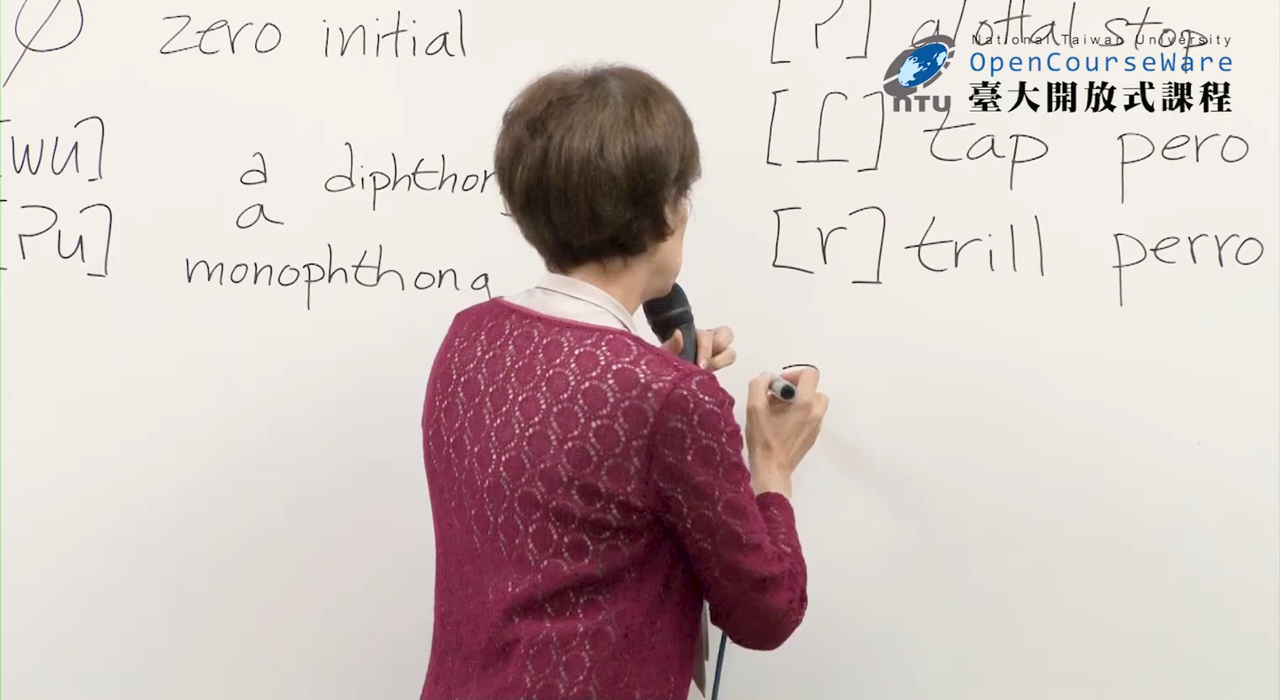 ∅ zero initial
[wu]
[ʔu]
a diphthon
a
monophthong
[ʔ] glottal stop
[ɾ] tap pero
[r] trill perro
National Taiwan University
OpenCourseWare
NTU 臺大開放式課程